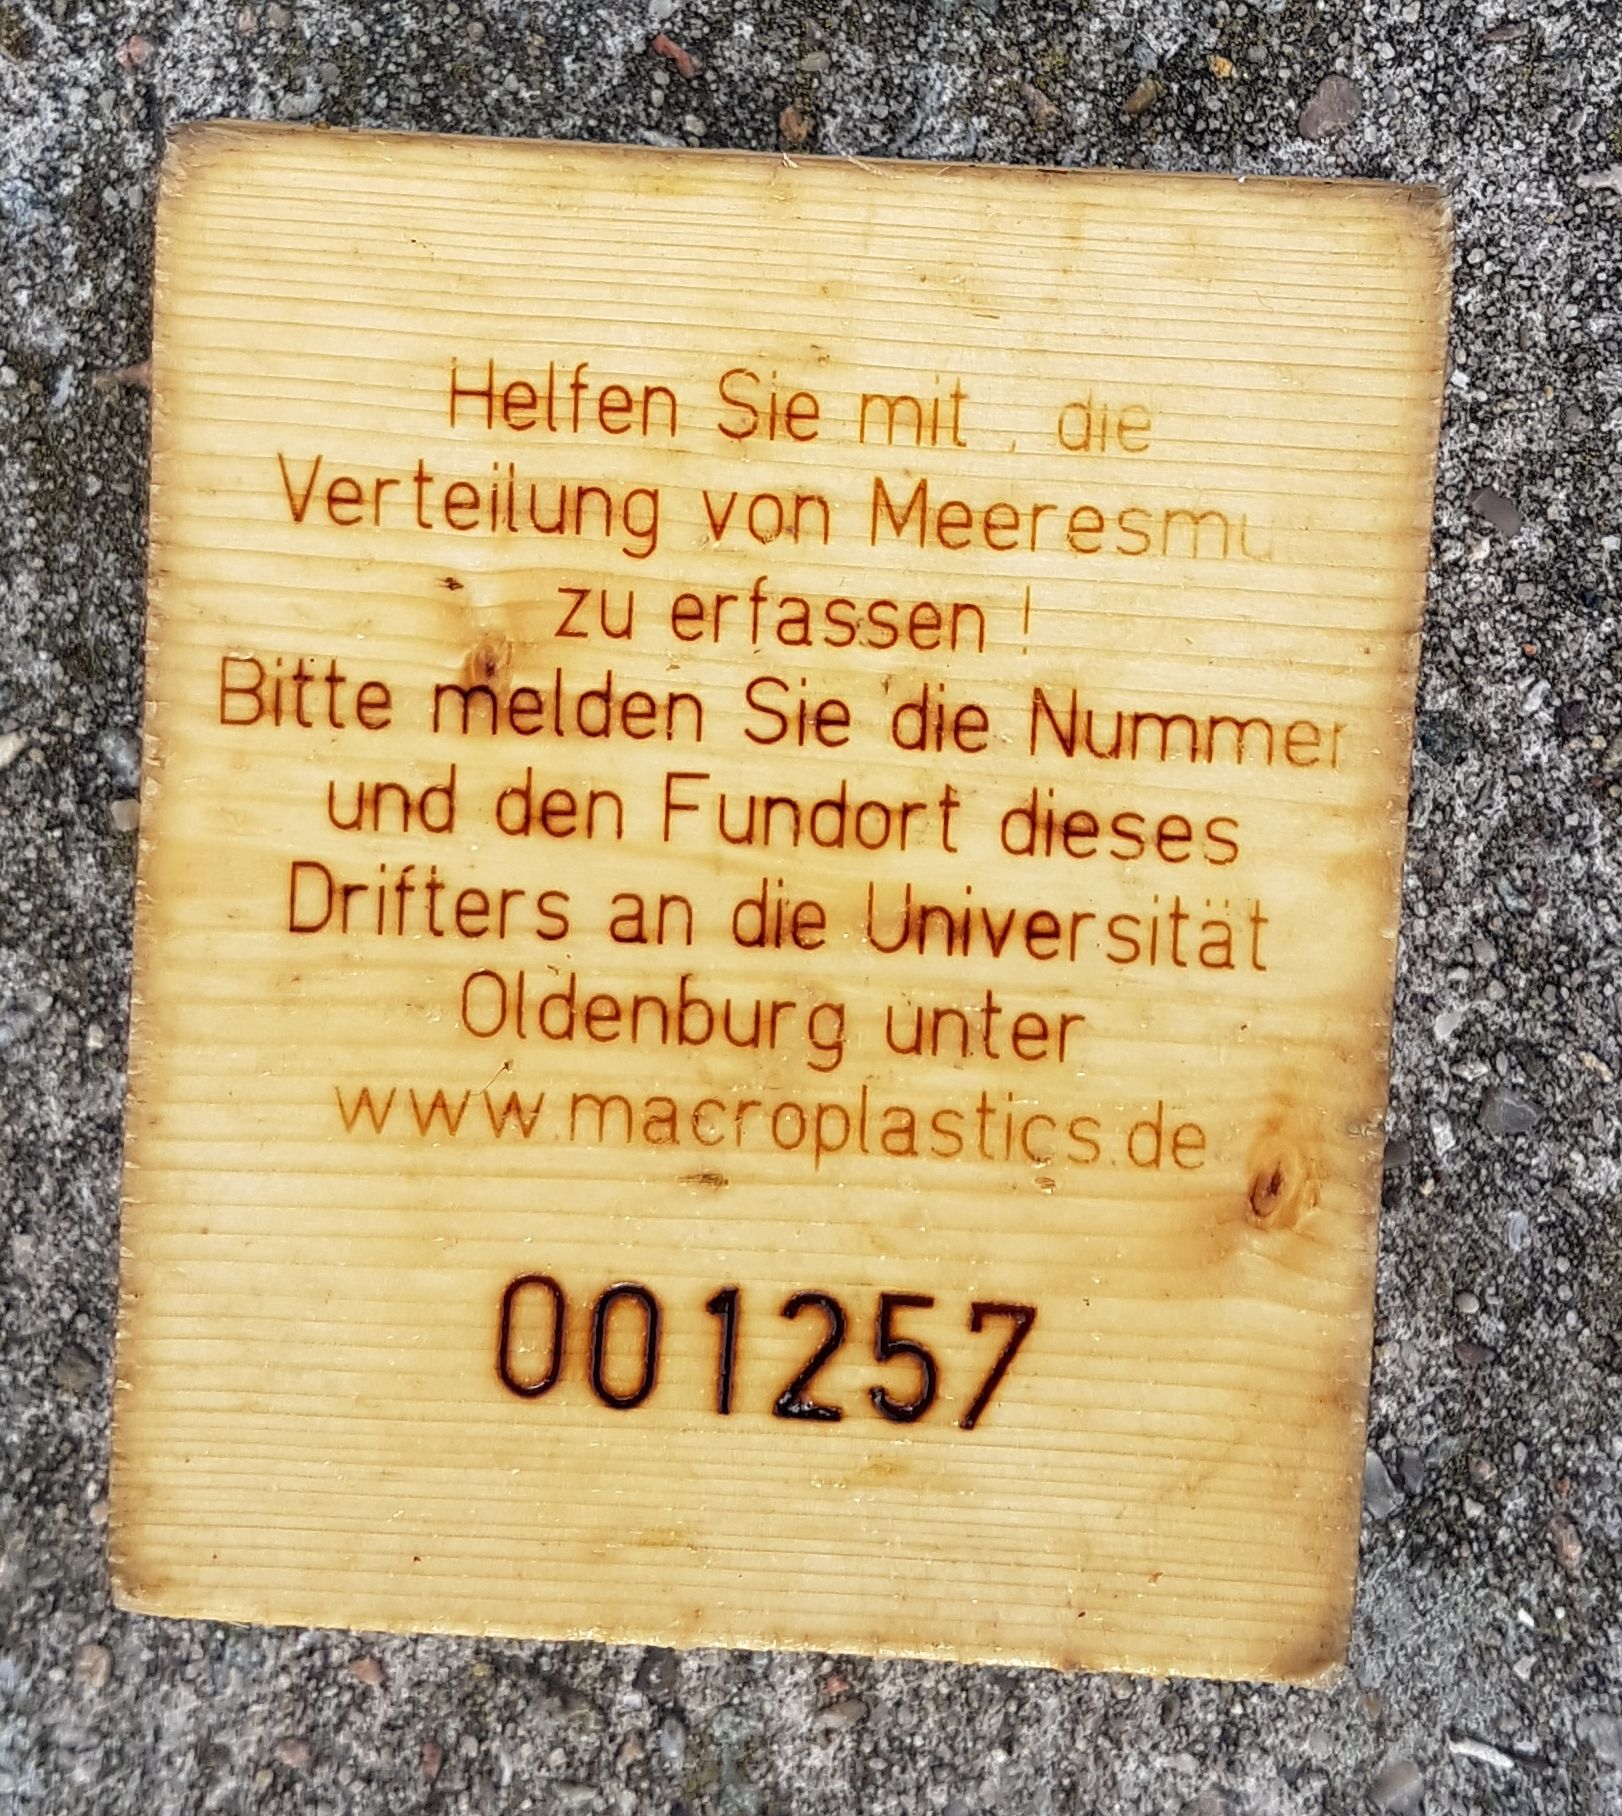 Helfen Sie mit, die
Verteilung von Meeresmu
zu erfassen!
Bitte melden Sie die Nummer
und den Fundort dieses
Drifters an die Universität
Oldenburg unter
www.macroplastics.de
001257